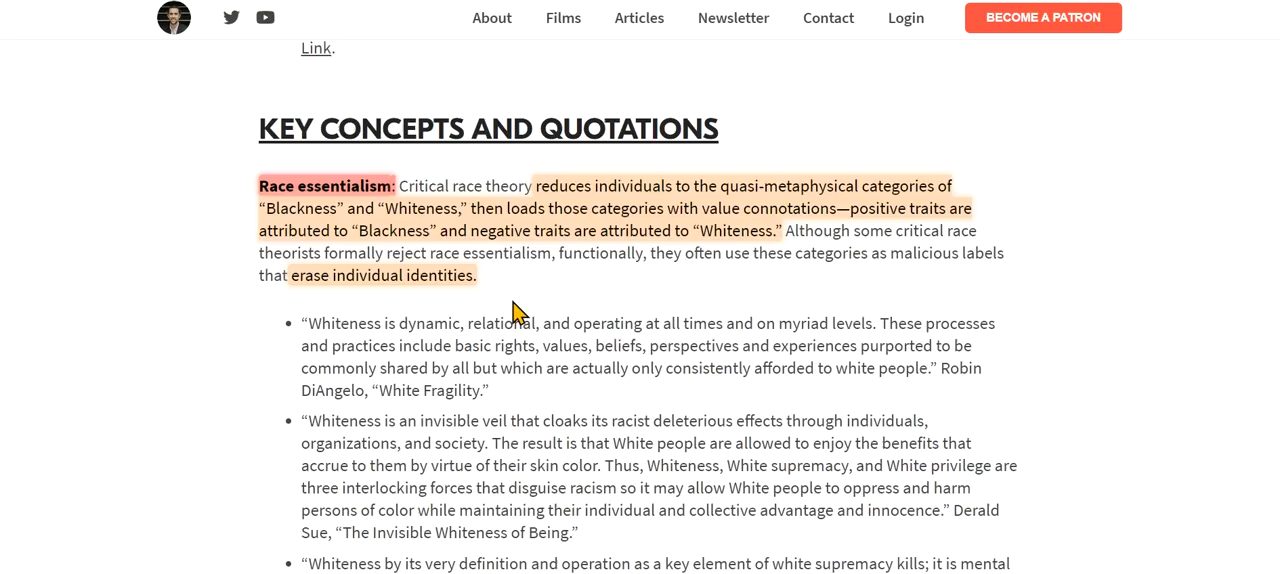 About Films Articles Newsletter Contact Login BECOME A PATRON
Link.
KEY CONCEPTS AND QUOTATIONS
Race essentialism: Critical race theory reduces individuals to the quasi-metaphysical categories of
“Blackness” and “Whiteness,” then loads those categories with value connotations—positive traits are
attributed to “Blackness” and negative traits are attributed to “Whiteness.” Although some critical race
theorists formally reject race essentialism, functionally, they often use these categories as malicious labels
that erase individual identities.
“Whiteness is dynamic, relational, and operating at all times and on myriad levels. These processes
and practices include basic rights, values, beliefs, perspectives and experiences purported to be
commonly shared by all but which are actually only consistently afforded to white people.” Robin
DiAngelo, “White Fragility.”
“Whiteness is an invisible veil that cloaks its racist deleterious effects through individuals,
organizations, and society. The result is that White people are allowed to enjoy the benefits that
accrue to them by virtue of their skin color. Thus, Whiteness, White supremacy, and White privilege are
three interlocking forces that disguise racism so it may allow White people to oppress and harm
persons of color while maintaining their individual and collective advantage and innocence.” Derald
Sue, “The Invisible Whiteness of Being.”
“Whiteness by its very definition and operation as a key element of white supremacy kills; it is mental